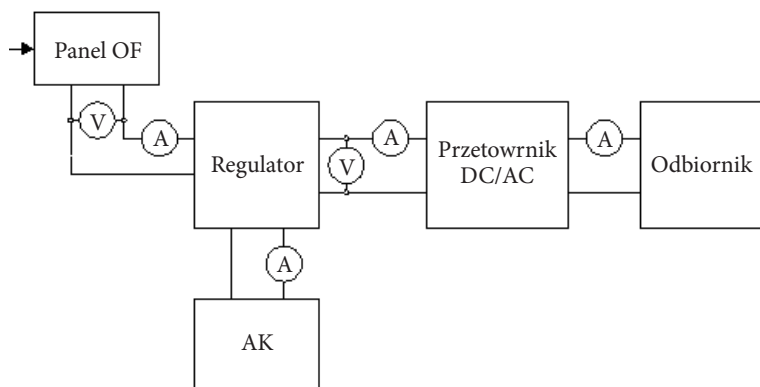 Panel OF
V
A
Regulator
V
A
Przetowrnik
DC/AC
A
Odbiornik
A
AK